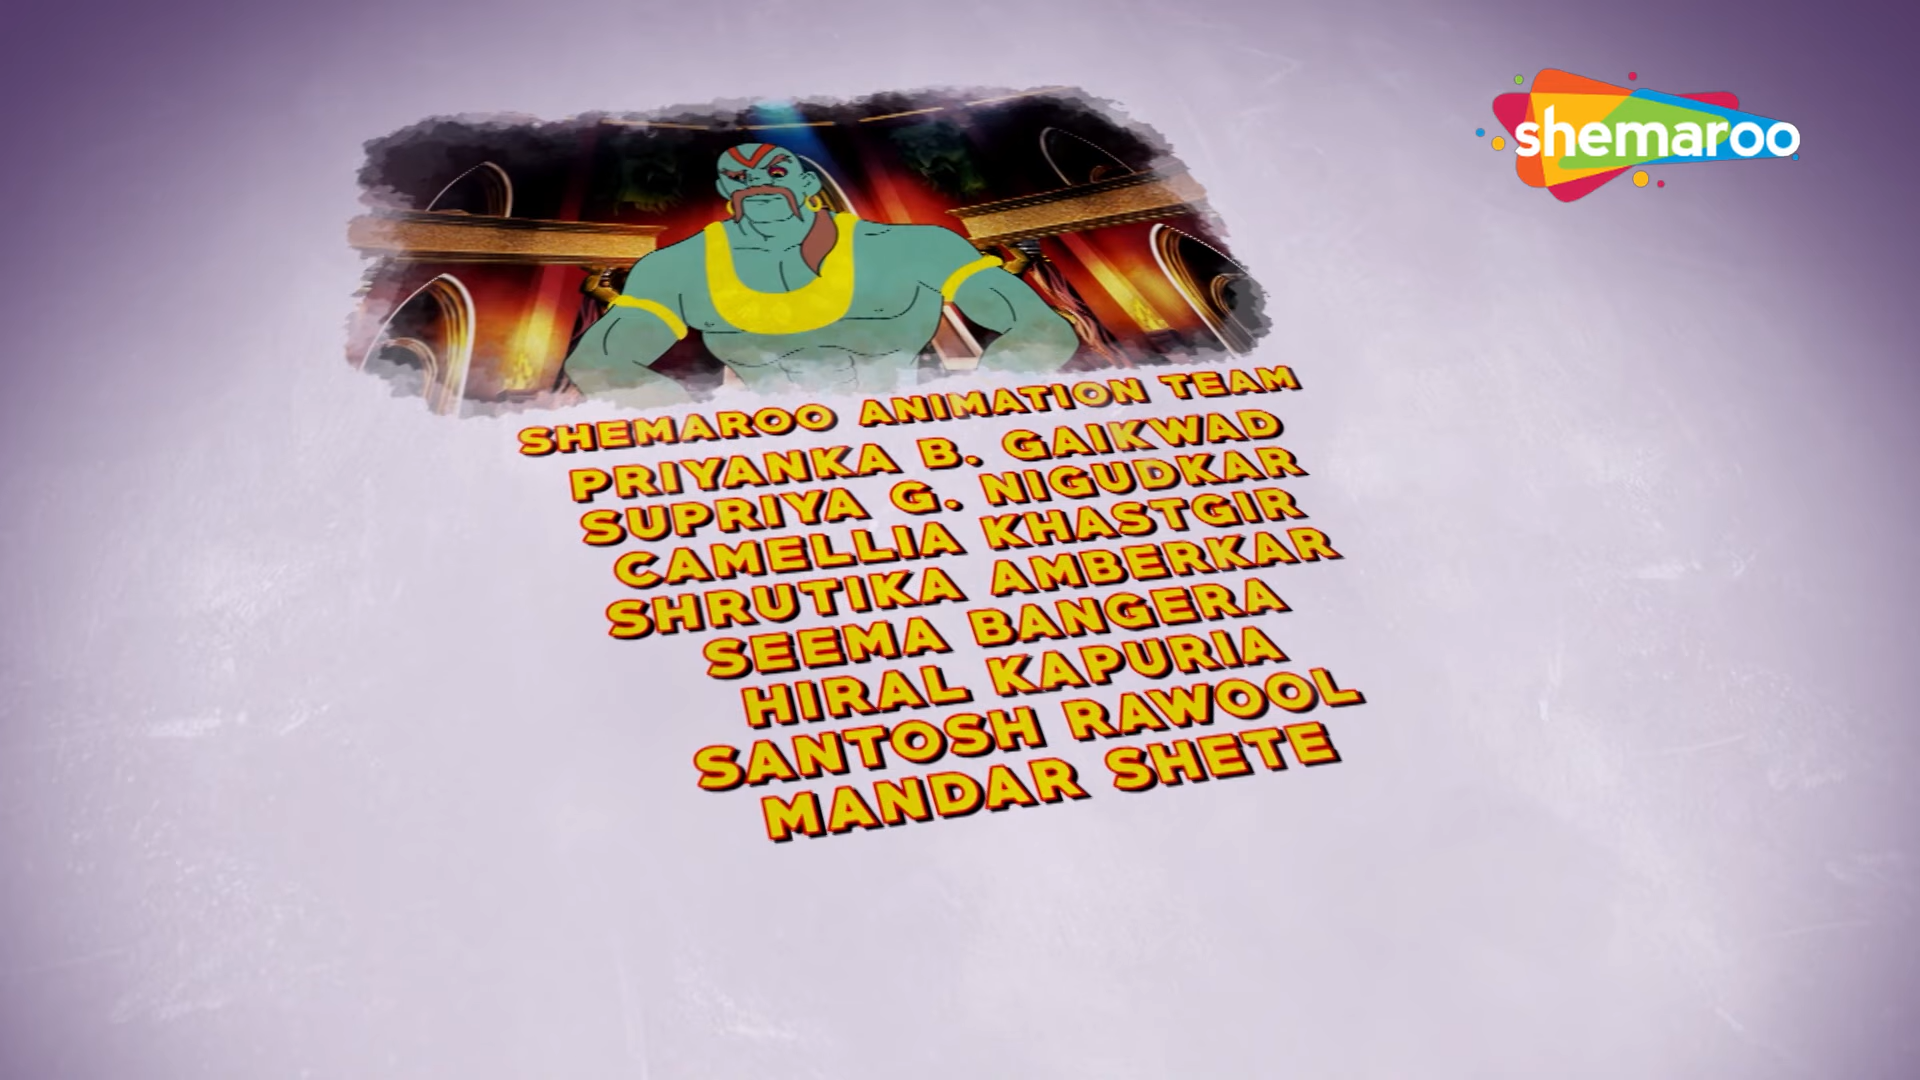 shemaroo
SHEMAROO ANIMATION TEAM
PRIYANKA B. GAIKWAD
SUPRIYA G. NIGUDKAR
CAMELLIA KHASTGIR
SHRUTIKA AMBERKAR
SEEMA BANGERA
HIRAL KAPURIA
SANTOSH RAWOOL
MANDAR SHETE